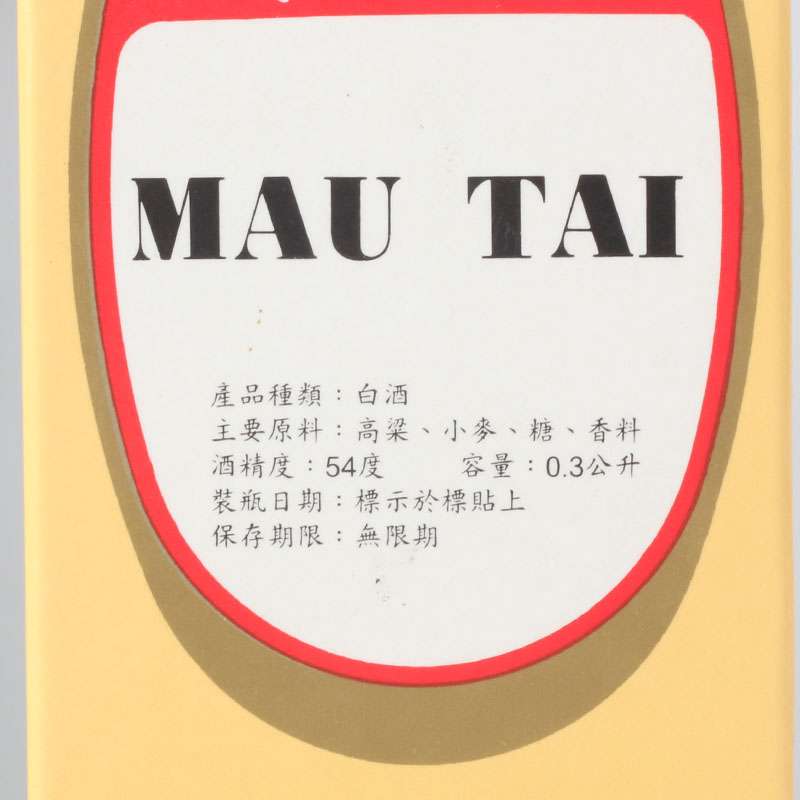 MAU TAI
產品種類：白酒
主要原料：高粱、小麥、糖、香料
酒精度：54度 容量：0.3公升
裝瓶日期：標示於標貼上
保存期限：無限期